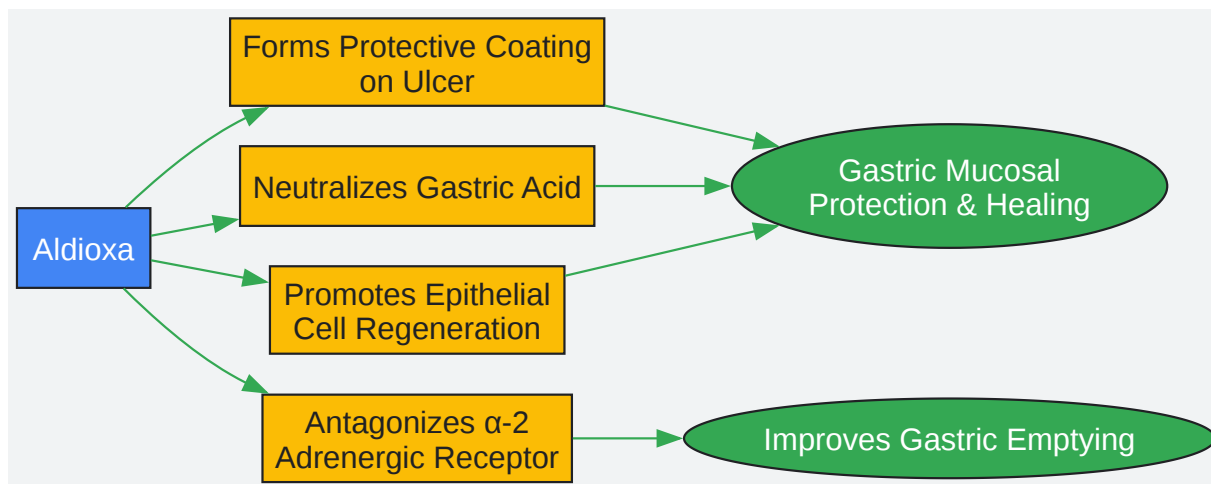 Forms Protective Coating
on Ulcer
Neutralizes Gastric Acid
Gastric Mucosal
Protection & Healing
Aldioxa
Promotes Epithelial
Cell Regeneration
Antagonizes α-2
Adrenergic Receptor
Improves Gastric Emptying